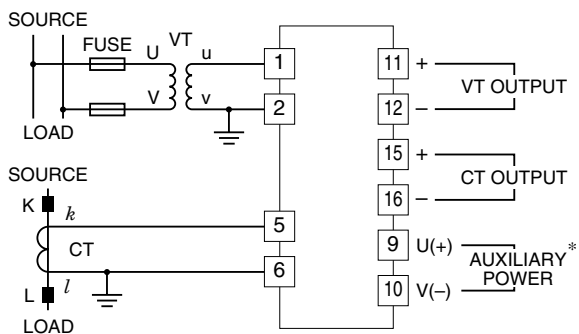 SOURCE
FUSE
U
VT
u
1
V
v
2
LOAD
SOURCE
K
k
5
CT
6
L
l
LOAD
11
+
VT OUTPUT
12
−
15
+
CT OUTPUT
16
−
9
U(+)
AUXILIARY*
POWER
10
V(−)